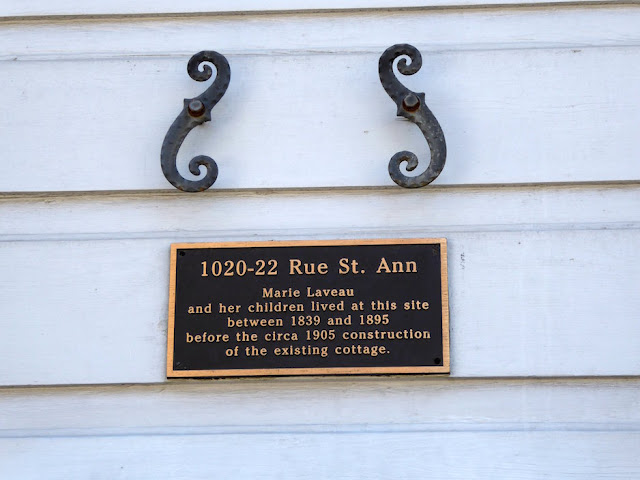 1020-22 Rue St. Ann
Marie Laveau
and her children lived at this site
between 1839 and 1895
before the circa 1905 construction
of the existing cottage.